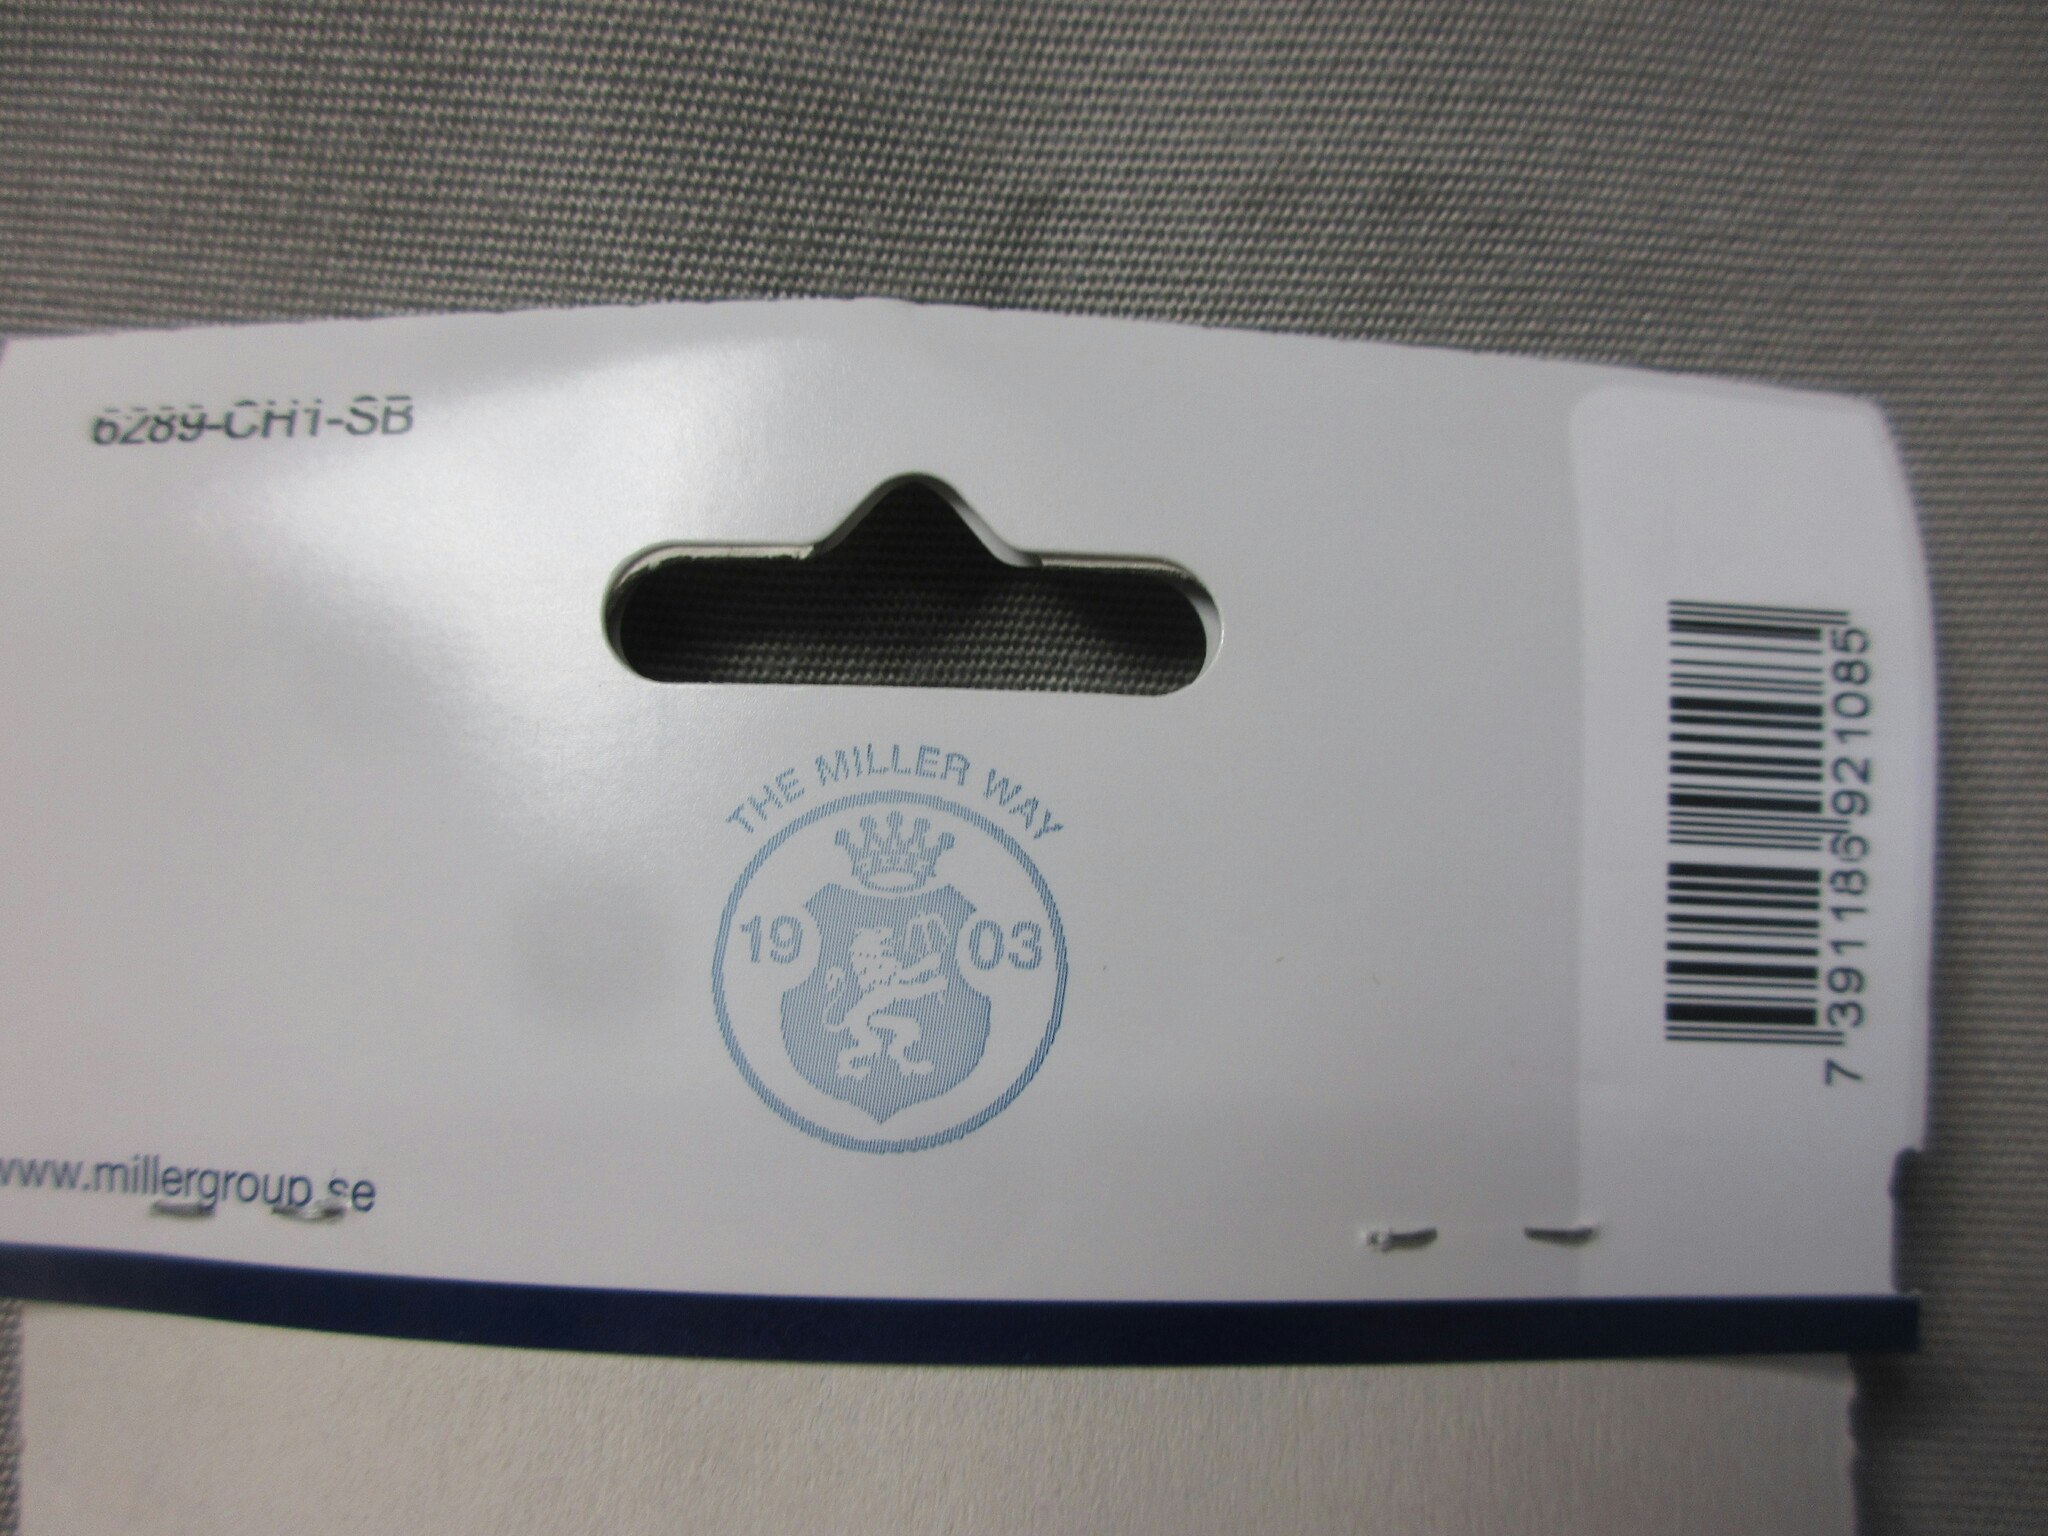 6289-CH1-SB
THE MILLER WAY
19 03
www.millergroup.se
7 391186 921085